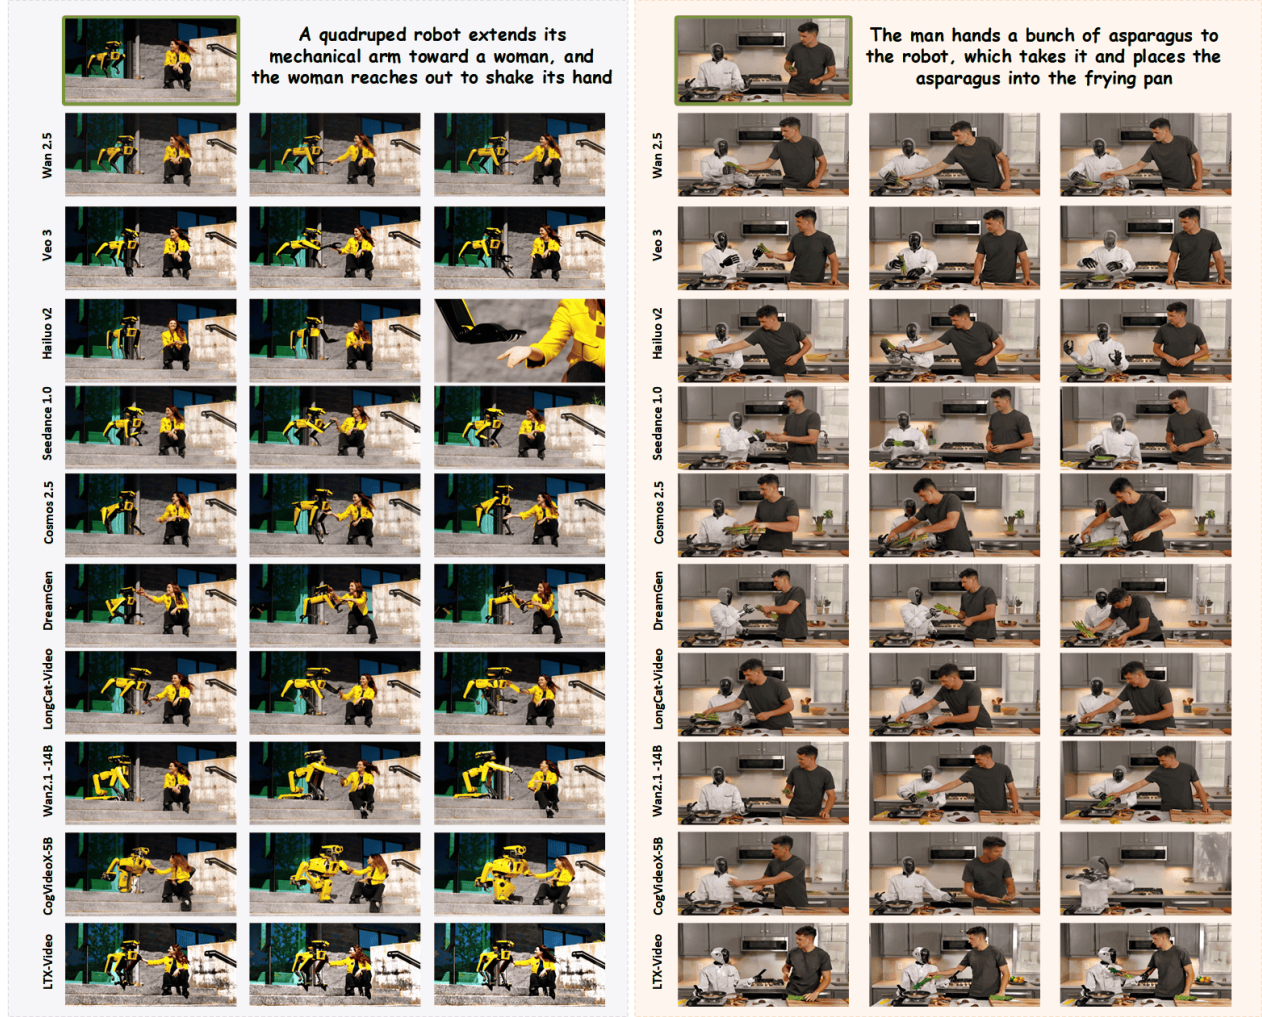 A quadruped robot extends its
mechanical arm toward a woman, and
the woman reaches out to shake its hand
Wan 2.5
Veo 3
Hailuo v2
Seedance 1.0
Cosmos 2.5
DreamGen
LongCat-Video
Wan2.1 -14B
CogVideoX-5B
LTX-Video
The man hands a bunch of asparagus to
the robot, which takes it and places the
asparagus into the frying pan
Wan 2.5
Veo 3
Hailuo v2
Seedance 1.0
Cosmos 2.5
DreamGen
LongCat-Video
Wan2.1 -14B
CogVideoX-5B
LTX-Video